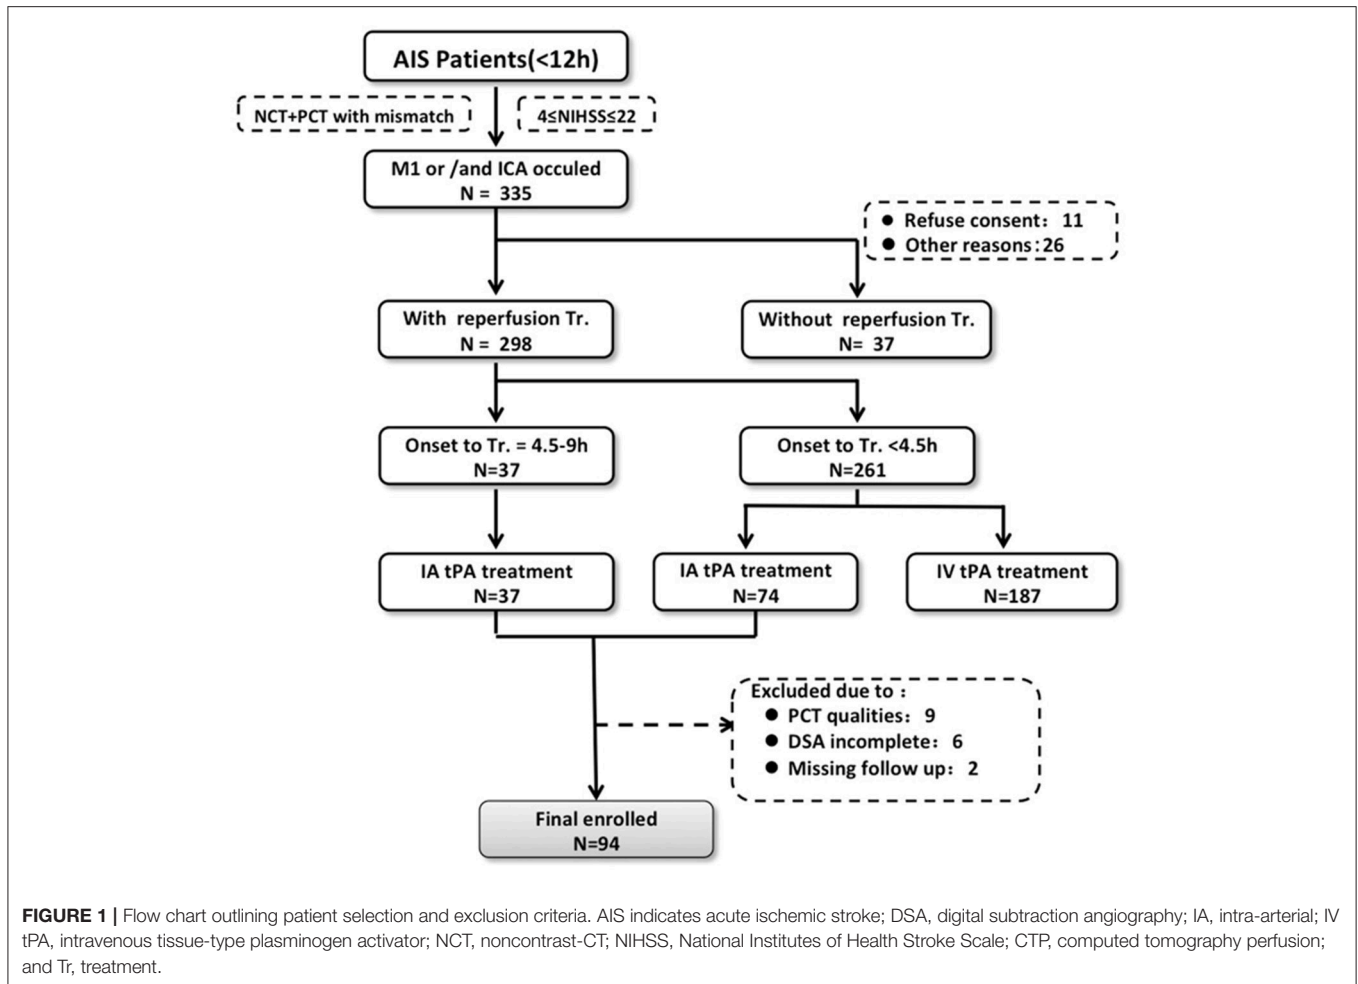 AIS Patients(<12h)
NCT+PCT with mismatch
4≤NIHSS≤22
M1 or /and ICA occuled
N = 335
● Refuse consent: 11
● Other reasons:26
With reperfusion Tr.
N = 298
Without reperfusion Tr.
N= 37
Onset to Tr. = 4.5-9h
N=37
Onset to Tr. <4.5h
N=261
IA tPA treatment
N=37
IA tPA treatment
N=74
IV tPA treatment
N=187
Excluded due to :
● PCT qualities: 9
● DSA incomplete: 6
● Missing follow up: 2
Final enrolled
N=94
FIGURE 1 | Flow chart outlining patient selection and exclusion criteria. AIS indicates acute ischemic stroke; DSA, digital subtraction angiography; IA, intra-arterial; IV
tPA, intravenous tissue-type plasminogen activator; NCT, noncontrast-CT; NIHSS, National Institutes of Health Stroke Scale; CTP, computed tomography perfusion;
and Tr, treatment.